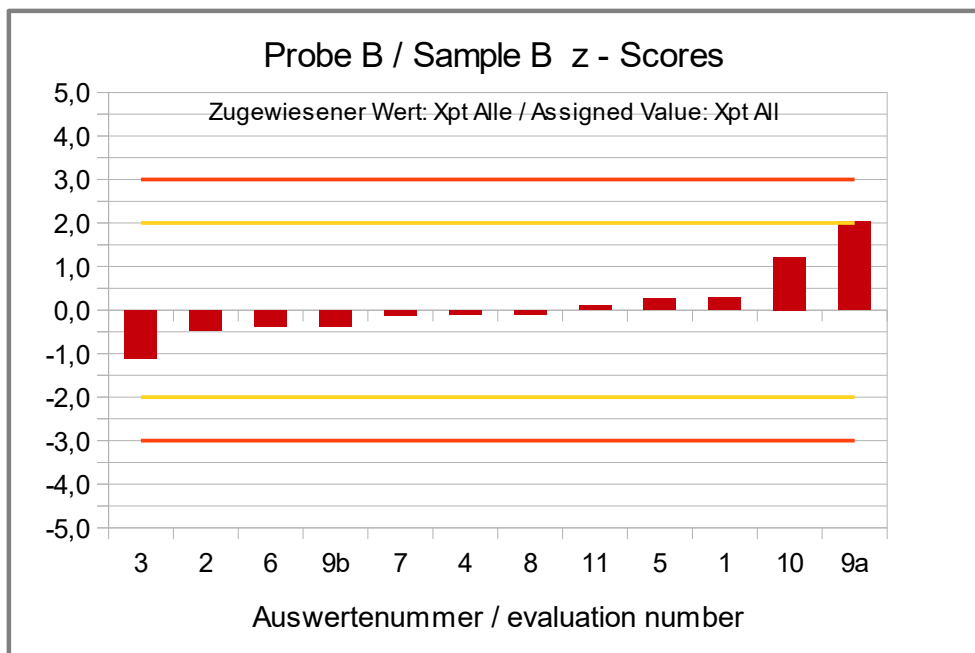 Probe B / Sample B z - Scores
Zugewiesener Wert: Xpt Alle / Assigned Value: Xpt All
5,0
4,0
3,0
2,0
1,0
0,0
-1,0
-2,0
-3,0
-4,0
-5,0
3 2 6 9b 7 4 8 11 5 1 10 9a
Auswertenummer / evaluation number